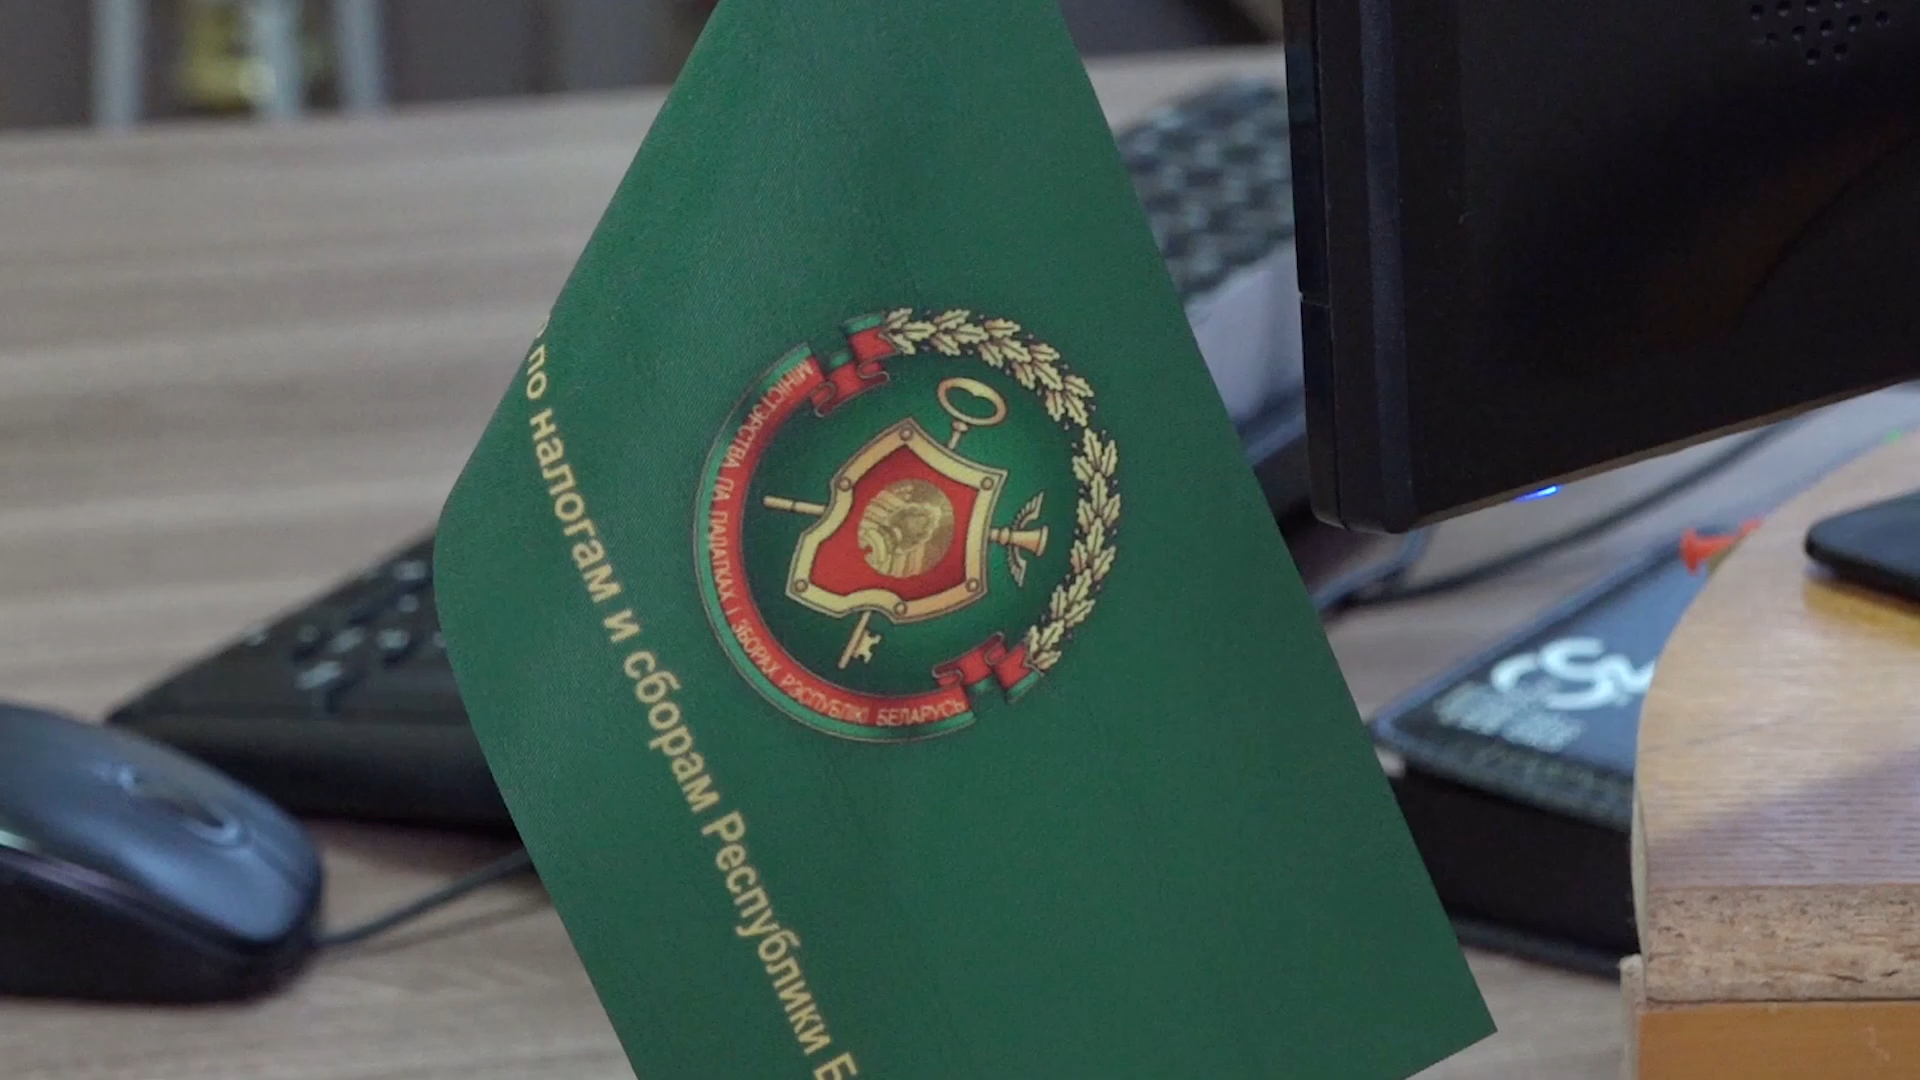 МІНІСТЭРСТВА ПА ПАДАТКАХ І ЗБОРАХ РЭСПУБЛІКІ БЕЛАРУСЬ
по налогам и сборам Республики Б